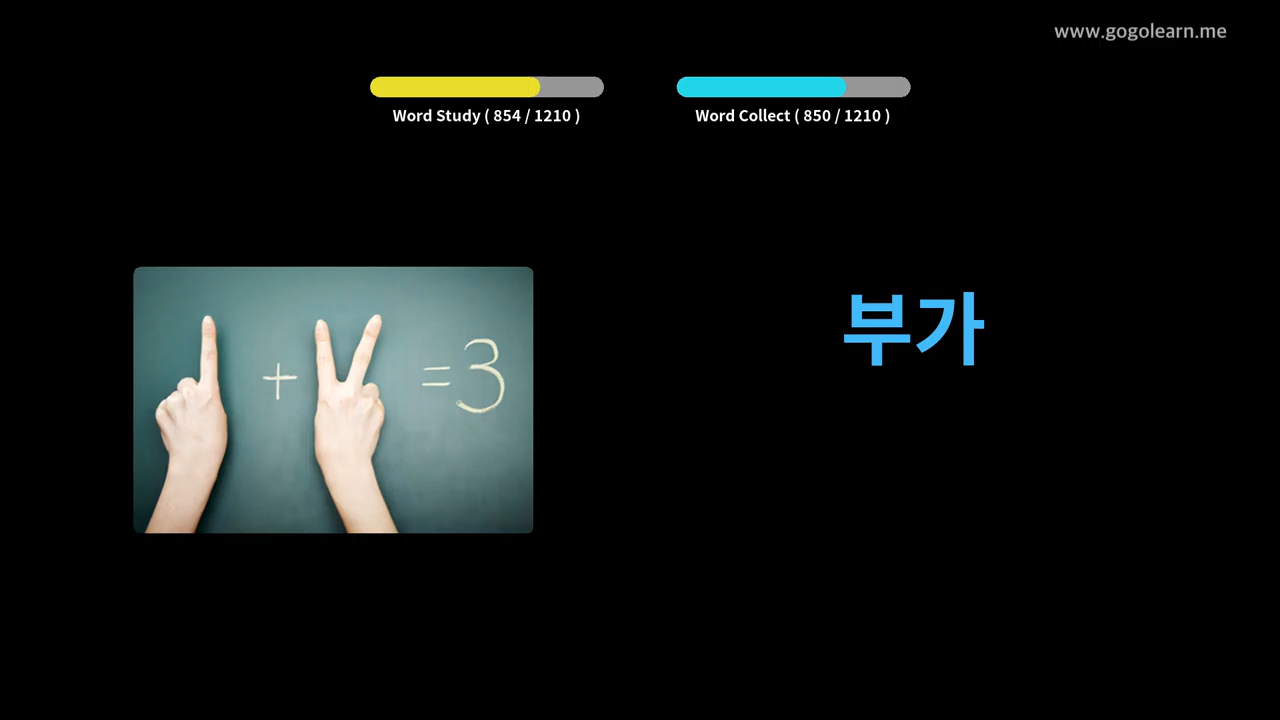 www.gogolearn.me
Word Study ( 854 / 1210 )
Word Collect ( 850 / 1210 )
+ = 3
부가